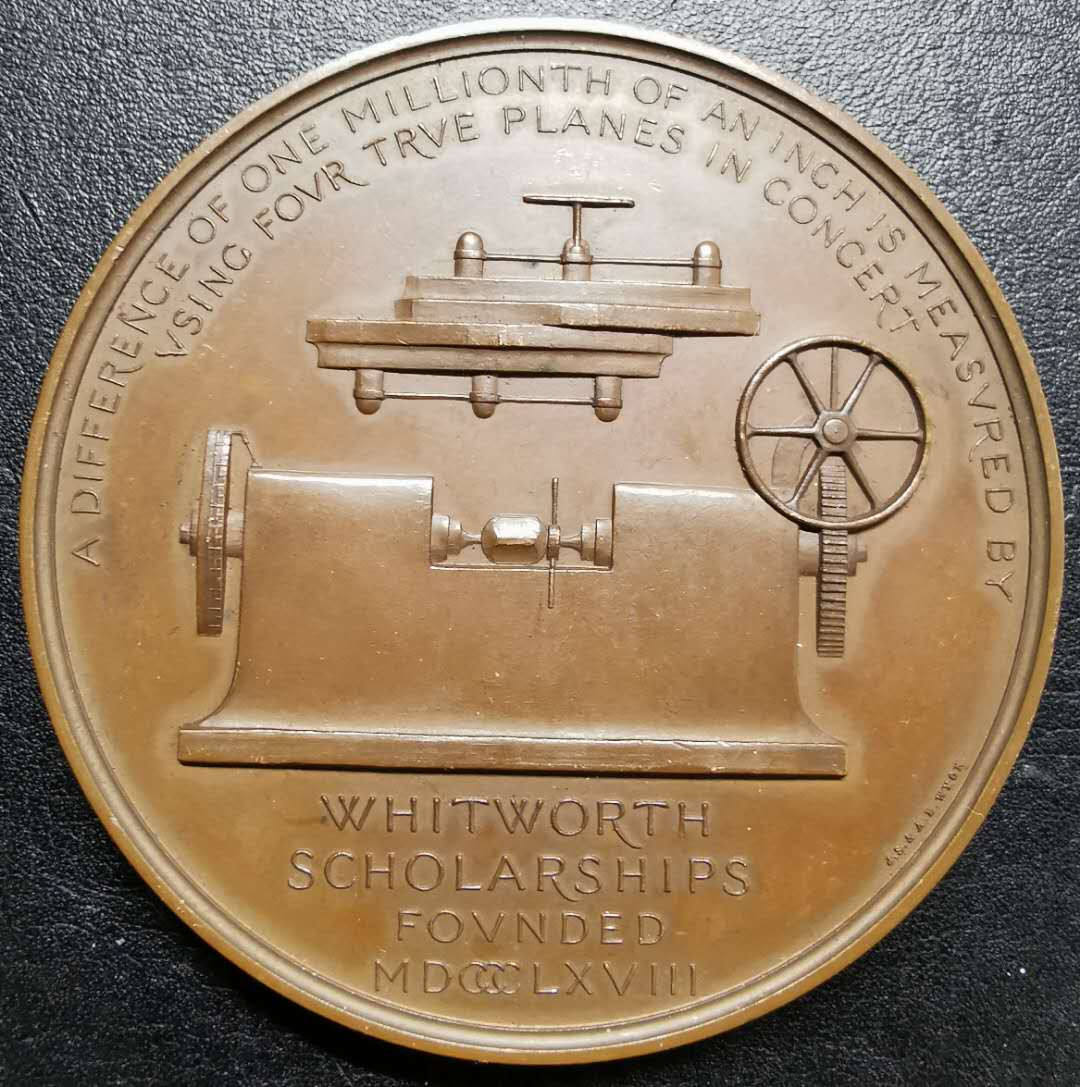 A DIFFERENCE OF ONE MILLIONTH OF AN INCH IS MEASVRED BY
VSING FOVR TRVE PLANES IN CONCERT
WHITWORTH
SCHOLARSHIPS
FOVNDED
MDCCCLXVIII
J.S. & A.B. WYON